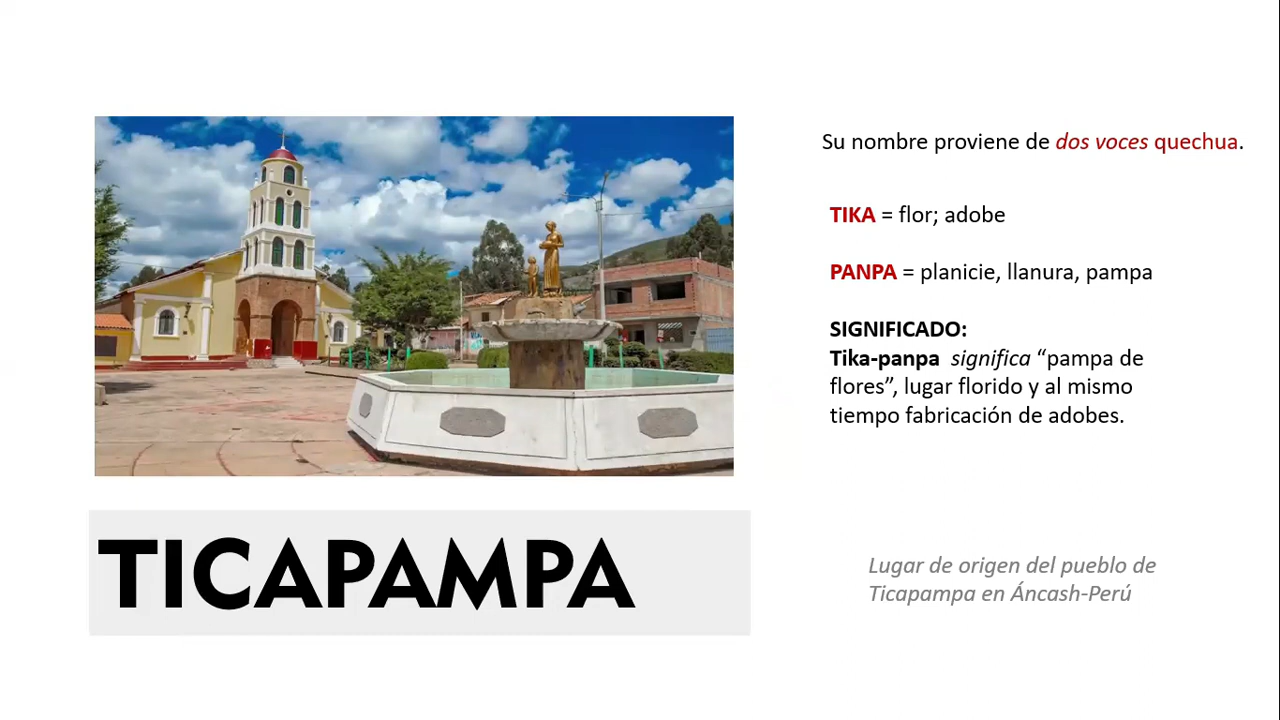 Su nombre proviene de dos voces quechua.
TIKA = flor; adobe
PANPA = planicie, llanura, pampa
SIGNIFICADO:
Tika-panpa significa “pampa de
flores”, lugar florido y al mismo
tiempo fabricación de adobes.
TICAPAMPA
Lugar de origen del pueblo de
Ticapampa en Áncash-Perú